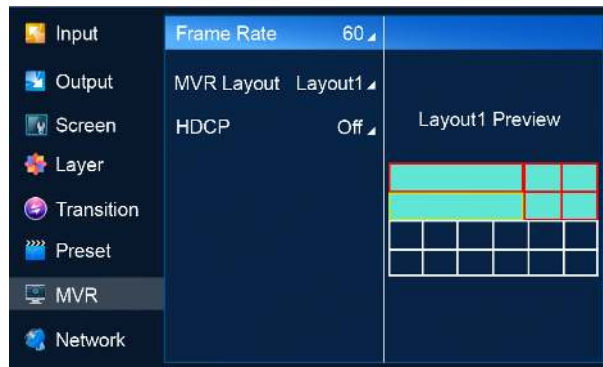 Input
Output
Screen
Layer
Transition
Preset
MVR
Network
Frame Rate 60
MVR Layout Layout1
HDCP Off
Layout1 Preview